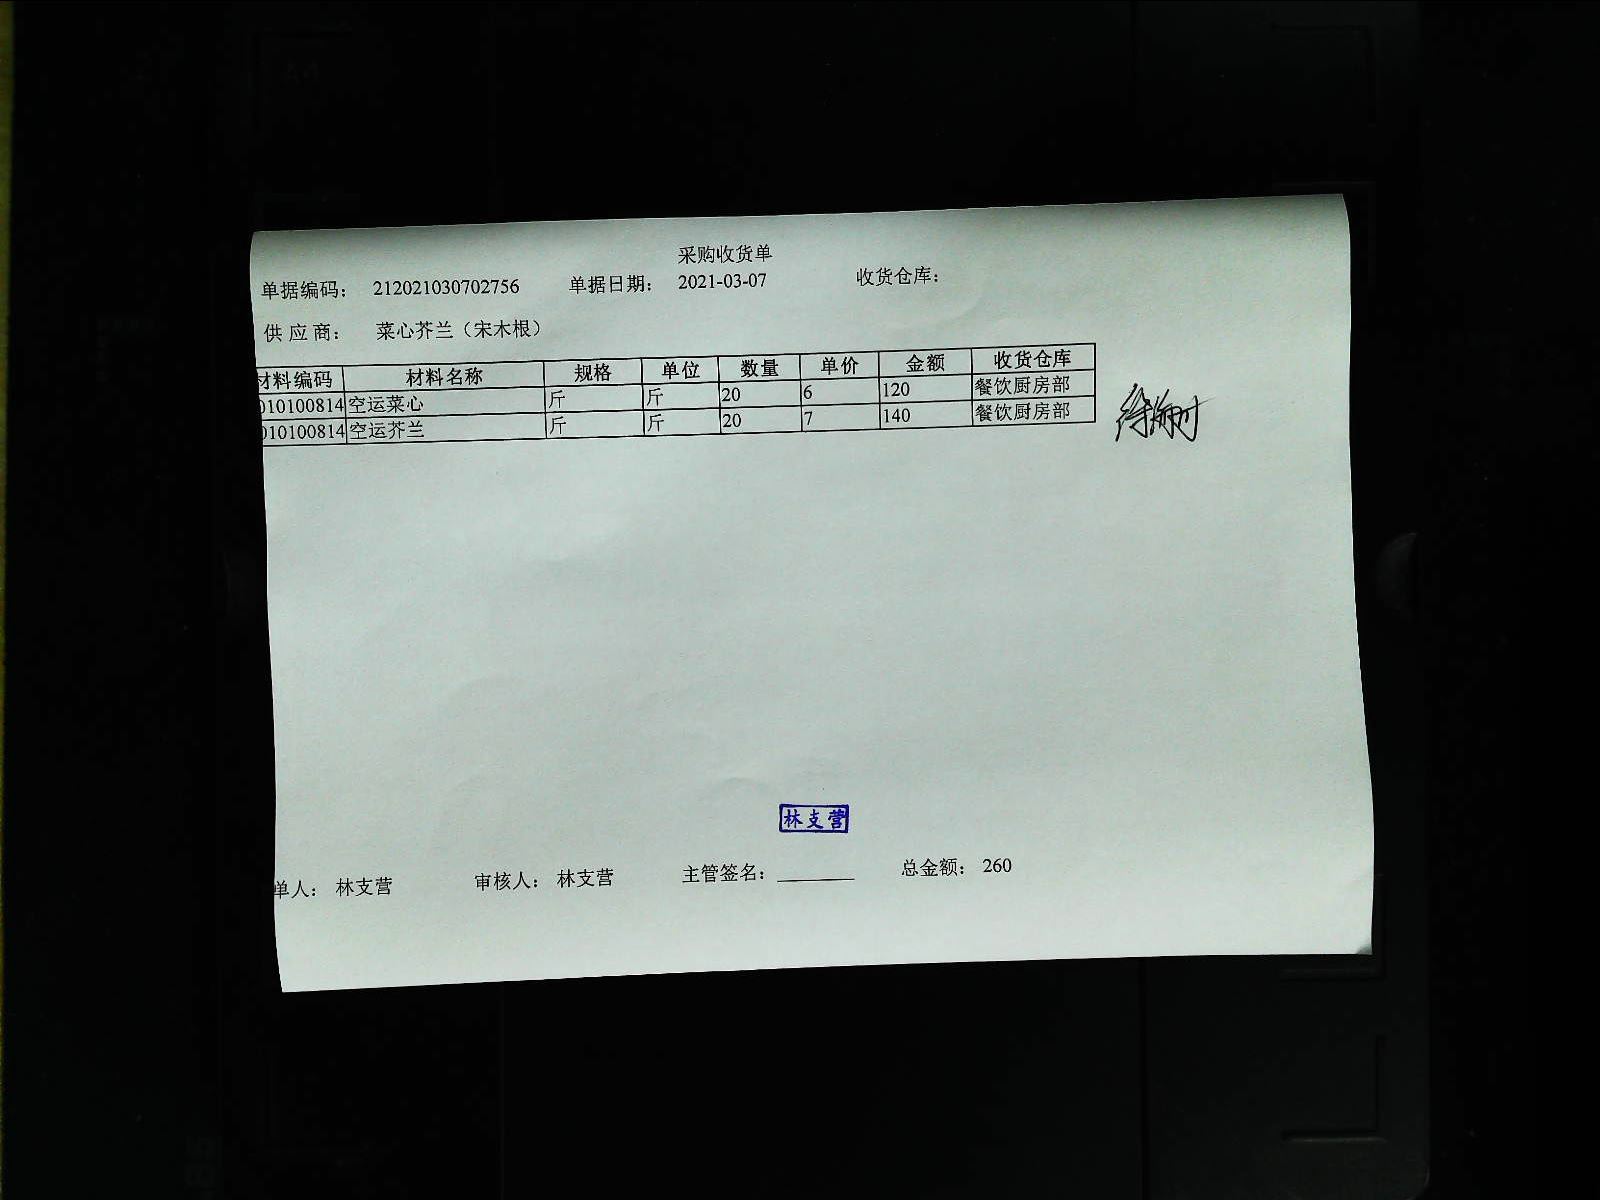 采购收货单
单据编码： 212021030702756 单据日期： 2021-03-07 收货仓库：
供 应 商： 菜心芥兰（宋木根）
材料编码 材料名称 规格 单位 数量 单价 金额 收货仓库
010100814 空运菜心 斤 斤 20 6 120 餐饮厨房部
010100814 空运芥兰 斤 斤 20 7 140 餐饮厨房部
林支营
单人： 林支营 审核人： 林支营 主管签名： 总金额： 260